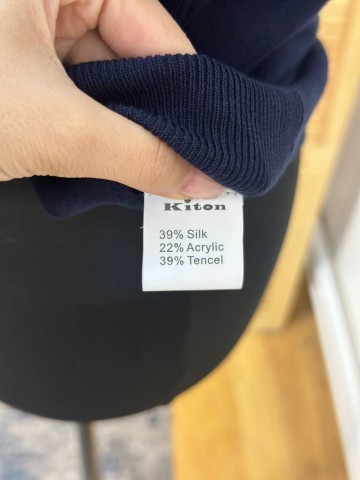 Kiton
39% Silk
22% Acrylic
39% Tencel